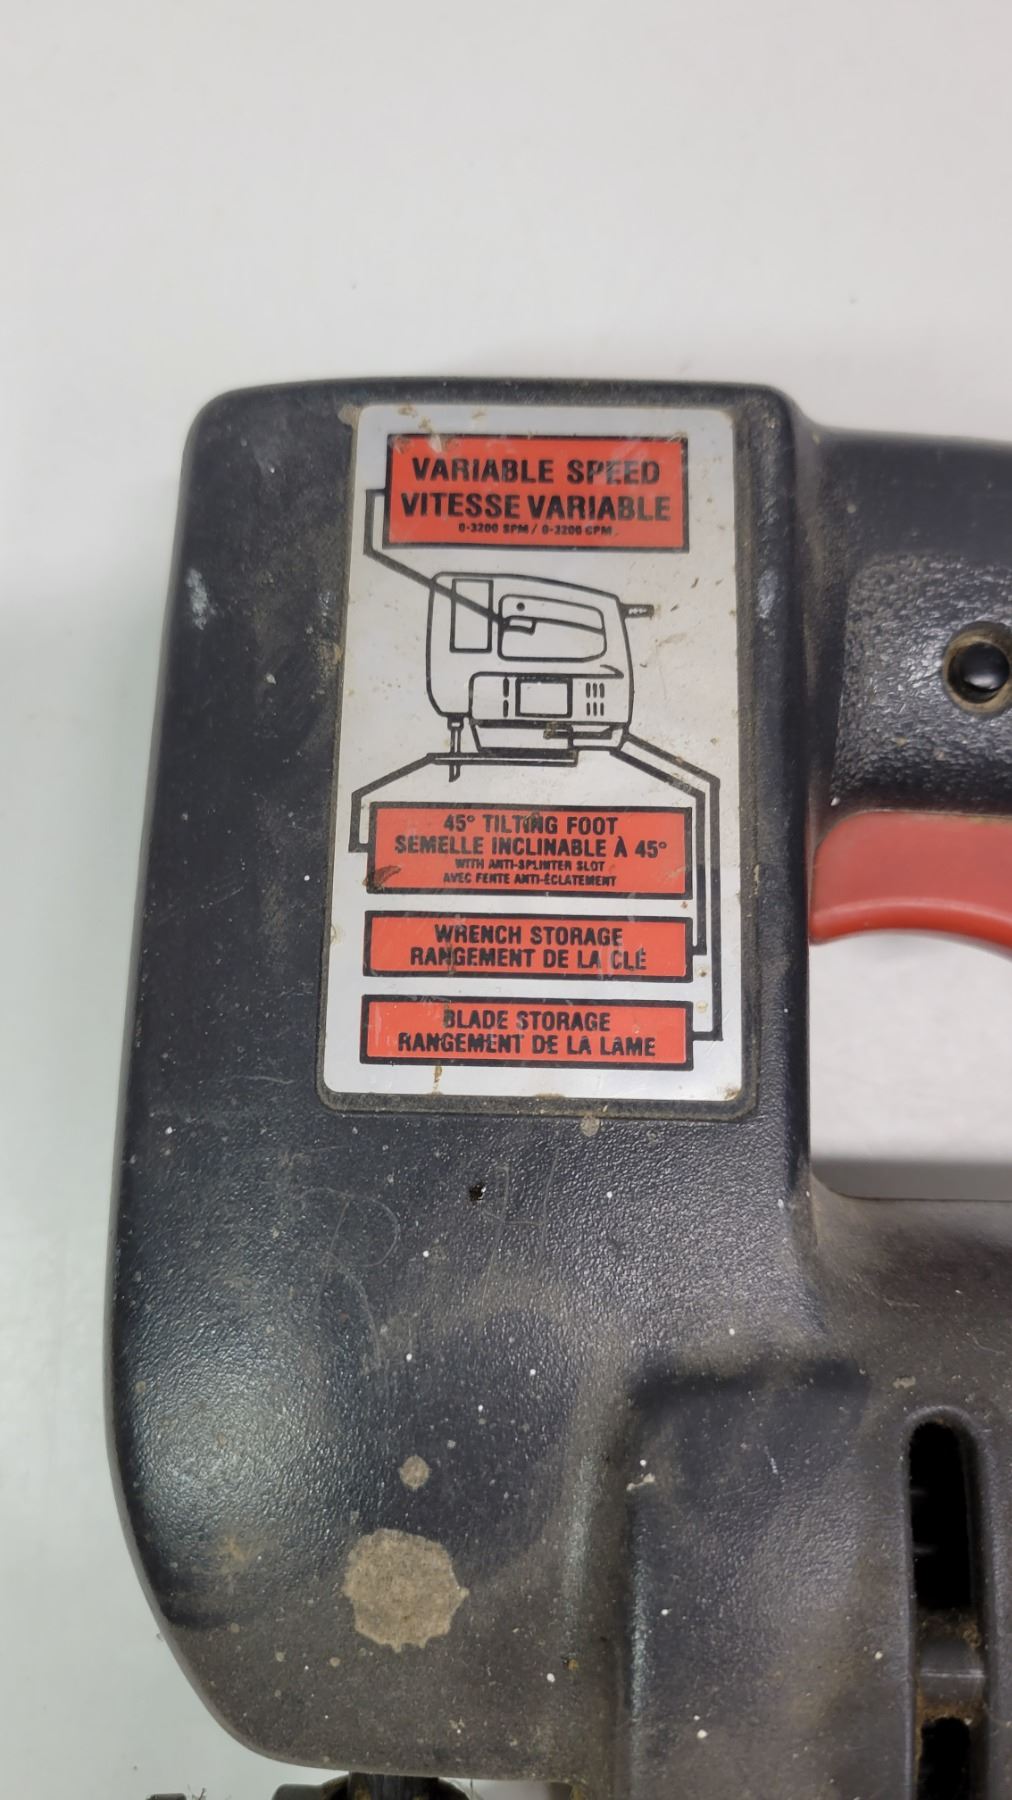 VARIABLE SPEED
VITESSE VARIABLE
0-3200 SPM / 0-3200 CPM
45° TILTING FOOT
SEMELLE INCLINABLE À 45°
WITH ANTI-SPLINTER SLOT
AVEC FENTE ANTI-ÉCLATEMENT
WRENCH STORAGE
RANGEMENT DE LA CLÉ
BLADE STORAGE
RANGEMENT DE LA LAME